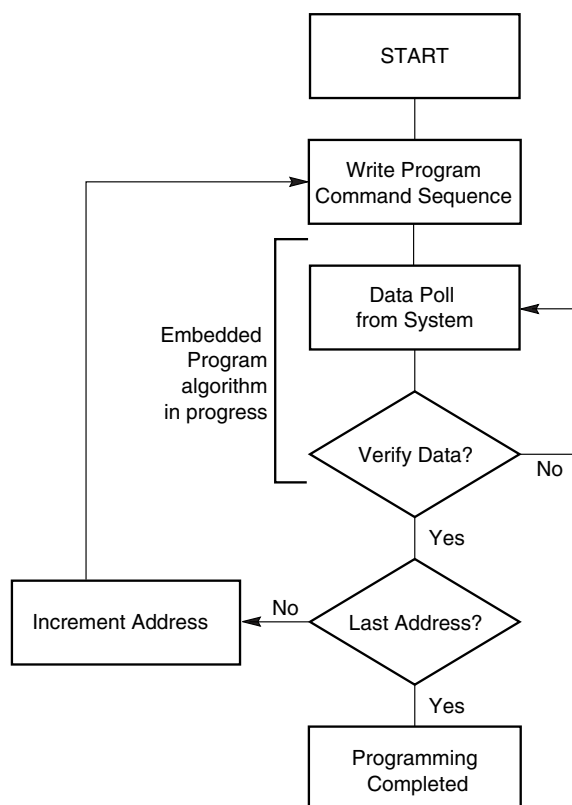 START
Write Program
Command Sequence
Data Poll
from System
Embedded
Program
algorithm
in progress
Verify Data?
No
Yes
No
Increment Address
Last Address?
Yes
Programming
Completed